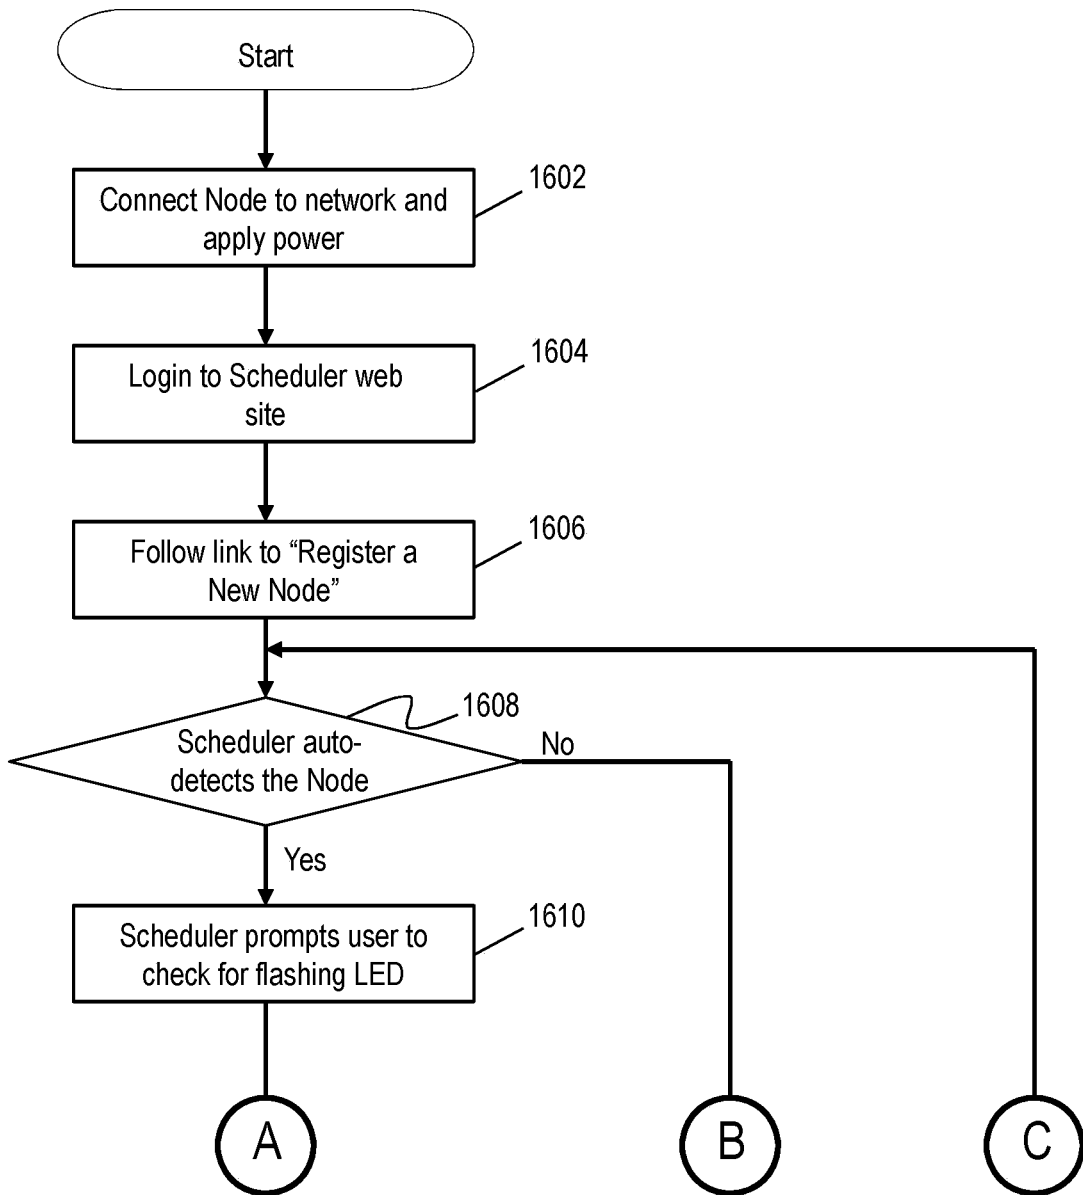 Start
1602
Connect Node to network and
apply power
1604
Login to Scheduler web
site
1606
Follow link to “Register a
New Node”
1608
Scheduler auto-
detects the Node
No
Yes
1610
Scheduler prompts user to
check for flashing LED
A
B
C